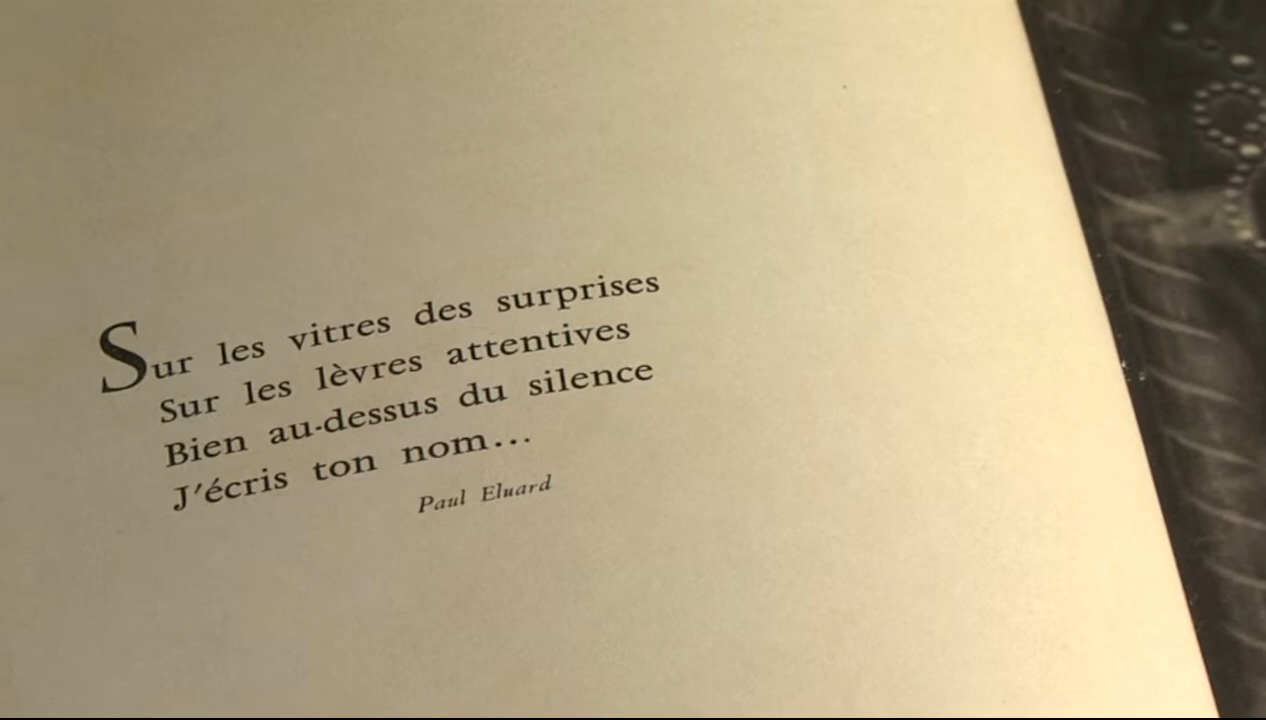 Sur les vitres des surprises
Sur les lèvres attentives
Bien au-dessus du silence
J'écris ton nom...
Paul Eluard